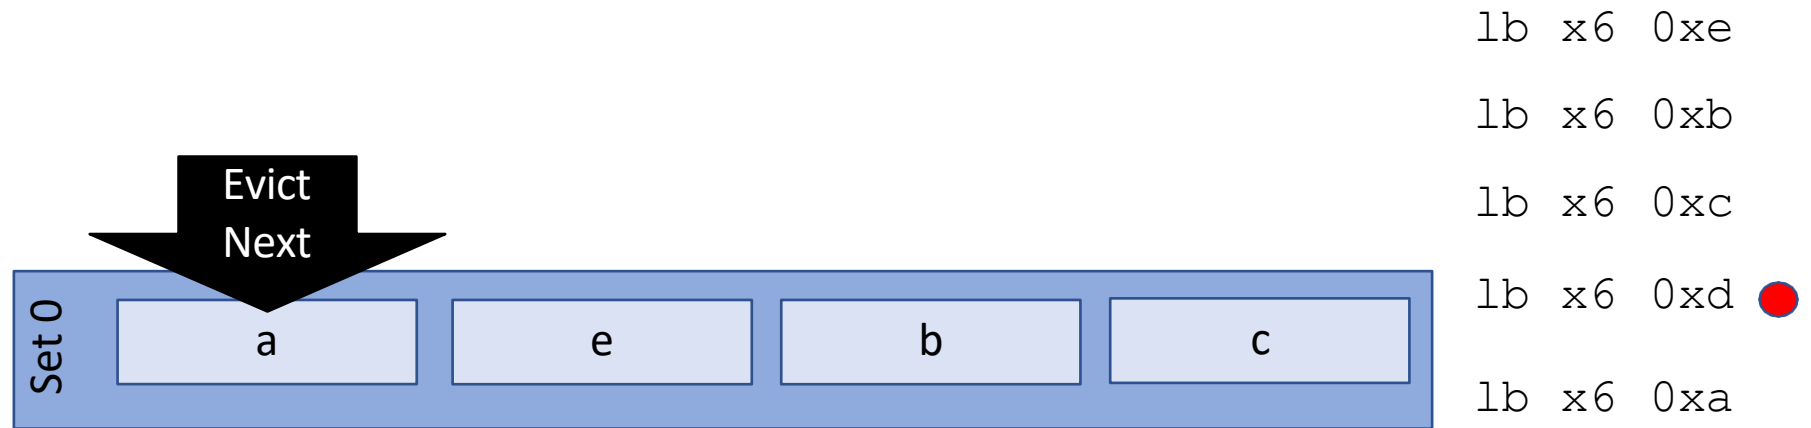 lb x6 0xe
lb x6 0xb
lb x6 0xc
lb x6 0xd
lb x6 0xa
Evict
Next
Set 0
a
e
b
c